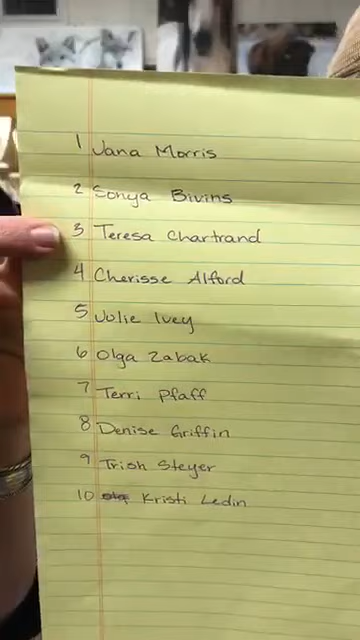 1 Jana Morris
2 Sonya Bivins
3 Teresa Chartrand
4 Cherisse Alford
5 Julie Ivey
6 Olga Zabak
7 Terri Pfaff
8 Denise Griffin
9 Trish Steyer
10 Kristi Ledin